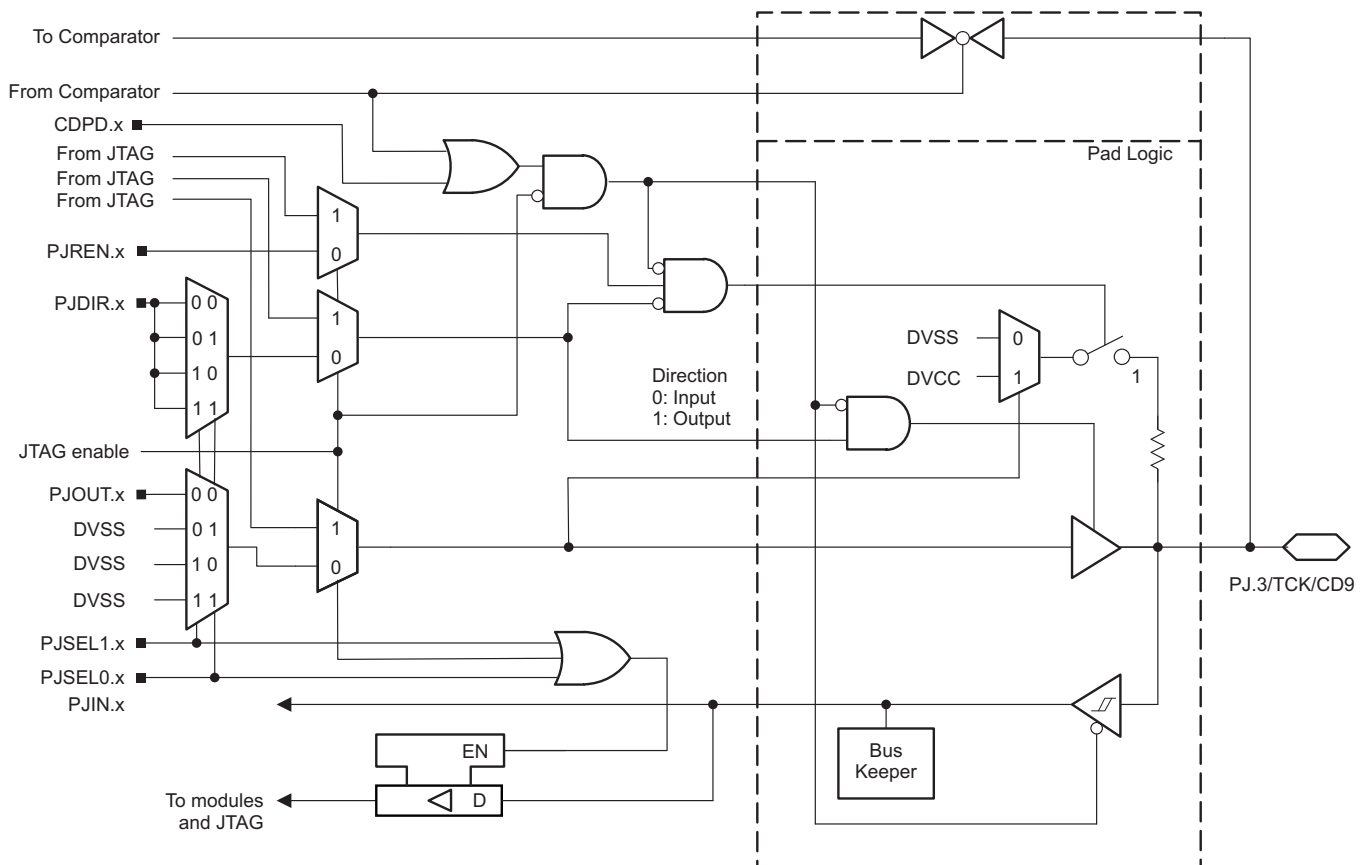 To Comparator
From Comparator
CDPD.x
From JTAG
From JTAG
From JTAG
Pad Logic
1
0
PJREN.x
PJDIR.x
0 0
0 1
1 0
1 1
1
0
DVSS
DVCC
0
1
1
Direction
0: Input
1: Output
JTAG enable
PJOUT.x
DVSS
DVSS
DVSS
0 0
0 1
1 0
1 1
1
0
PJ.3/TCK/CD9
PJSEL1.x
PJSEL0.x
PJIN.x
EN
D
Bus
Keeper
To modules
and JTAG